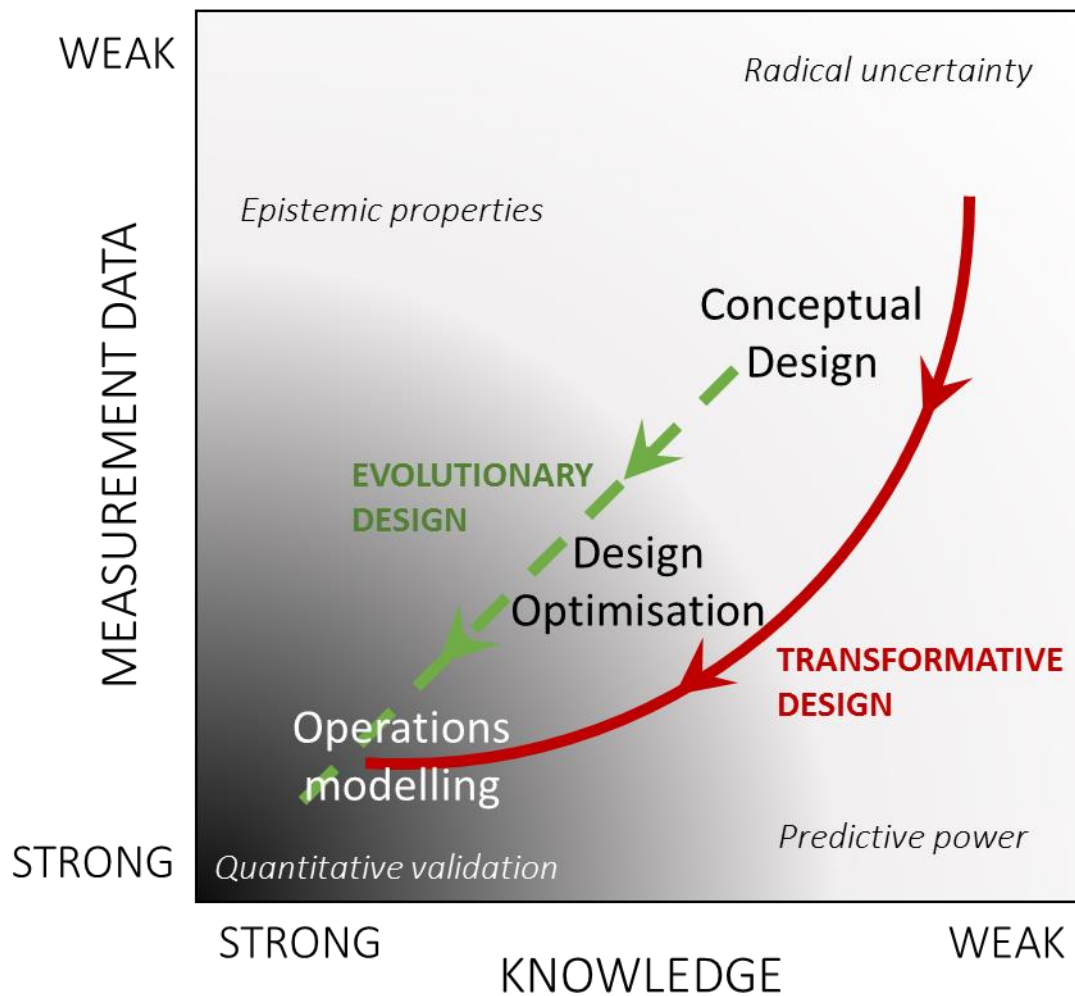 WEAK
Radical uncertainty
Epistemic properties
MEASUREMENT DATA
Conceptual
Design
EVOLUTIONARY
DESIGN
Design
Optimisation
TRANSFORMATIVE
DESIGN
Operations
modelling
Predictive power
STRONG
Quantitative validation
STRONG
WEAK
KNOWLEDGE